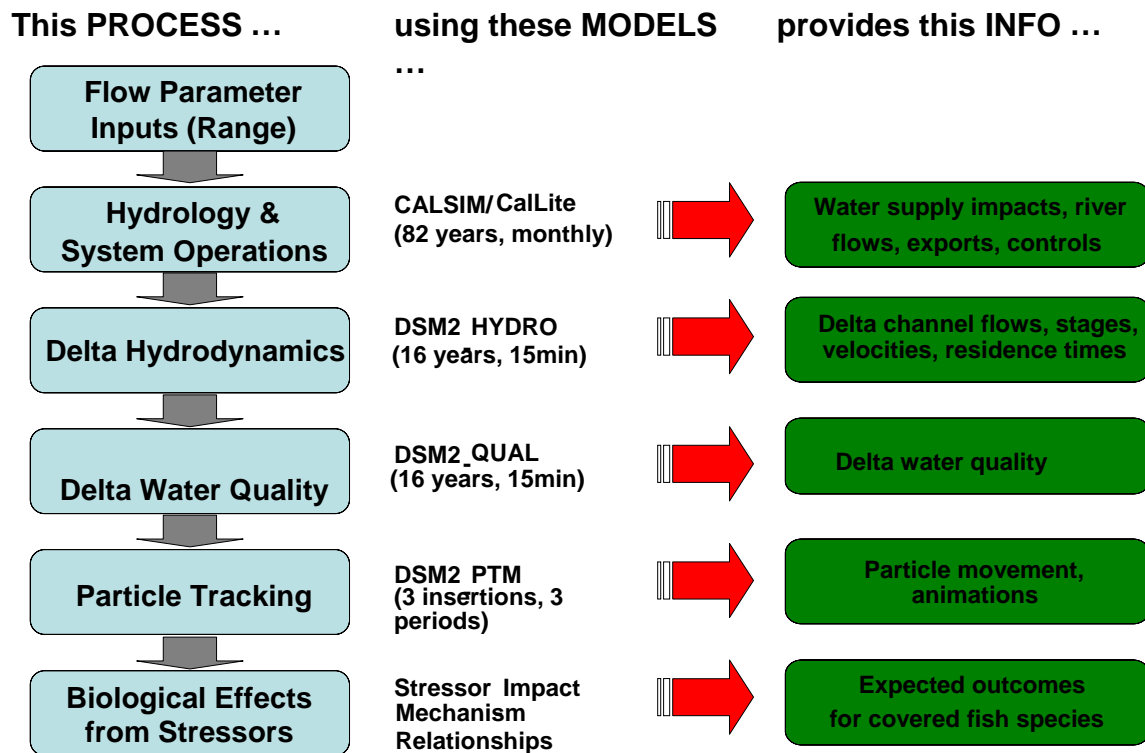 This PROCESS …
using these MODELS
…
provides this INFO …
Flow Parameter
Inputs (Range)
Hydrology &
System Operations
CALSIM/ CalLite
(82 years, monthly)
Water supply impacts, river
flows, exports, controls
Delta Hydrodynamics
DSM2-HYDRO
(16 years, 15min)
Delta channel flows, stages,
velocities, residence times
Delta Water Quality
DSM2-QUAL
(16 years, 15min)
Delta water quality
Particle Tracking
DSM2-PTM
(3 insertions, 3
periods)
Particle movement,
animations
Biological Effects
from Stressors
Stressor Impact
Mechanism
Relationships
Expected outcomes
for covered fish species